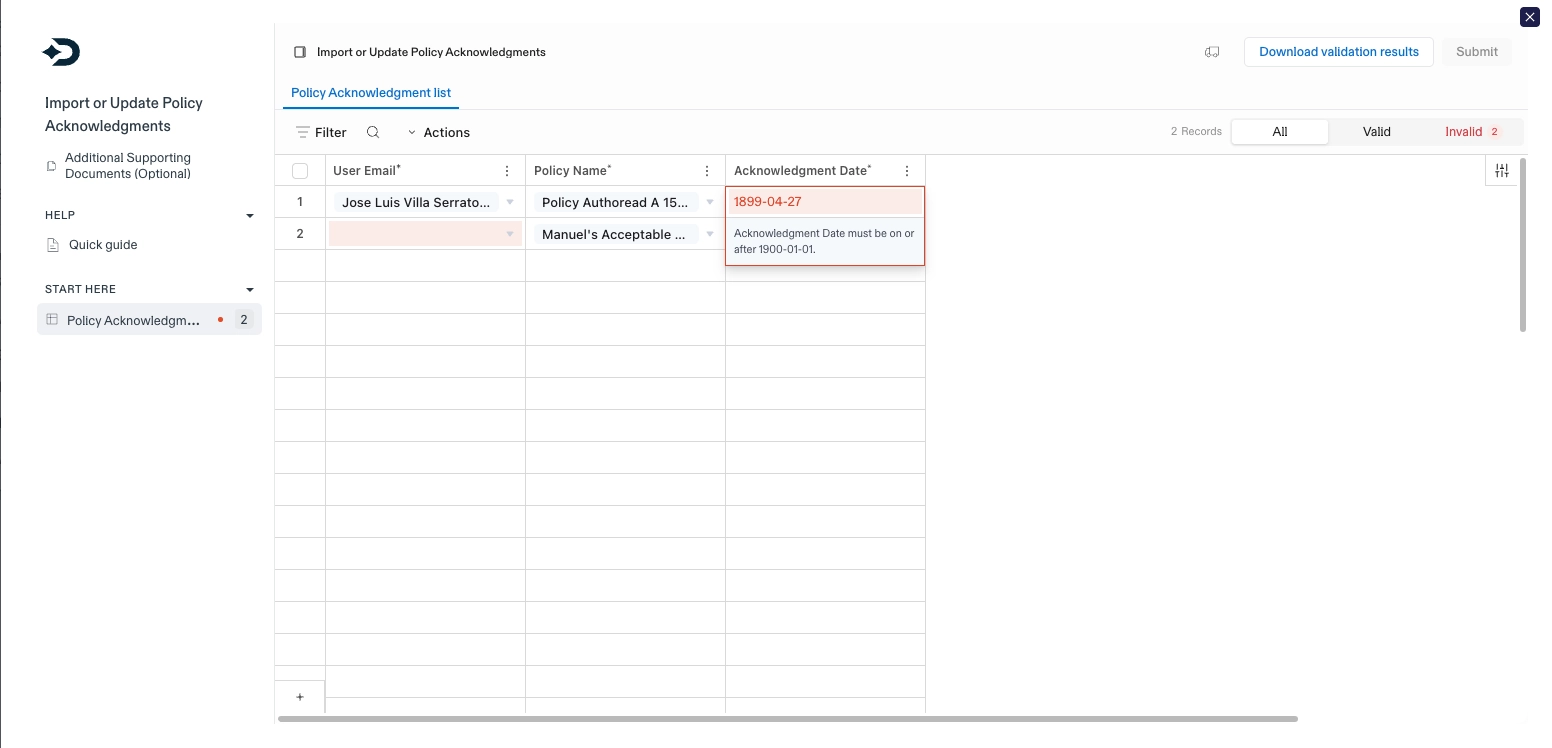 Import or Update Policy Acknowledgments
Download validation results
Submit
Import or Update Policy
Acknowledgments
Additional Supporting
Documents (Optional)
HELP
Quick guide
START HERE
Policy Acknowledgm...
2
Policy Acknowledgment list
Filter
Actions
2 Records
All
Valid
Invalid 2
User Email*
Policy Name*
Acknowledgment Date*
1
Jose Luis Villa Serrato...
Policy Authoread A 15...
1899-04-27
2
Manuel's Acceptable ...
Acknowledgment Date must be on or
after 1900-01-01.
+